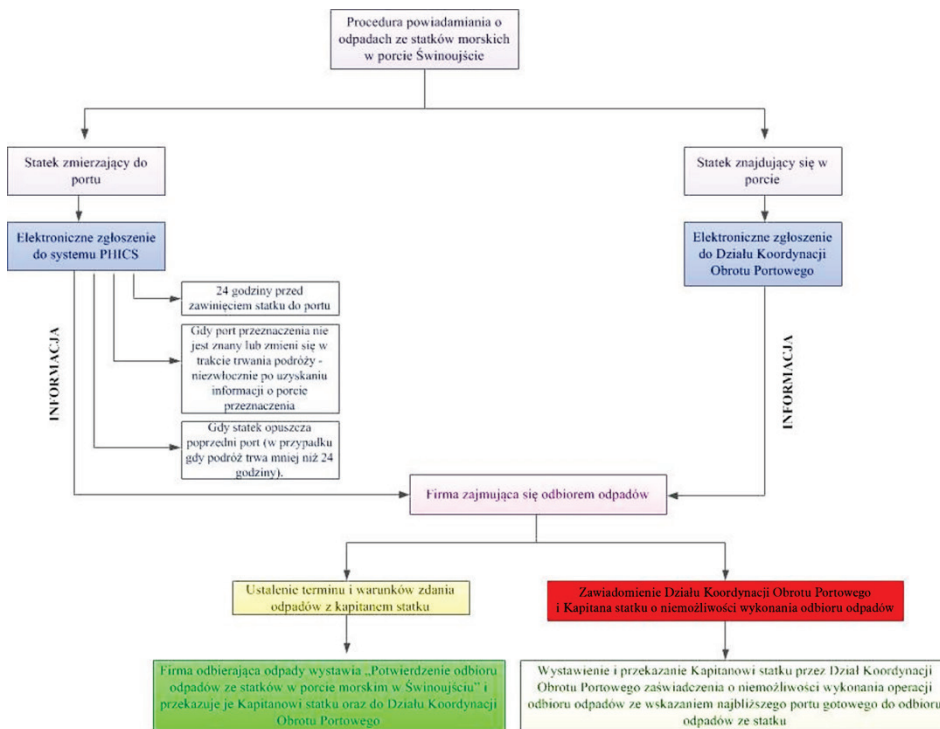 Procedura powiadamiania o
odpadach ze statków morskich
w porcie Świnoujście
Statek zmierzający do
portu
Statek znajdujący się w
porcie
Elektroniczne zgłoszenie
do systemu PHICS
Elektroniczne zgłoszenie
do Działu Koordynacji
Obrotu Portowego
24 godziny przed
zawinięciem statku do portu
Gdy port przeznaczenia nie
jest znany lub zmieni się w
trakcie trwania podróży -
niezwłocznie po uzyskaniu
informacji o porcie
przeznaczenia
Gdy statek opuszcza
poprzedni port (w przypadku
gdy podróż trwa mniej niż 24
godziny).
INFORMACJA
INFORMACJA
Firma zajmująca się odbiorem odpadów
Ustalenie terminu i warunków zdania
odpadów z kapitanem statku
Zawiadomienie Działu Koordynacji Obrotu Portowego
i Kapitana statku o niemożliwości wykonania odbioru odpadów
Firma odbierająca odpady wystawia „Potwierdzenie odbioru
odpadów ze statków w porcie morskim w Świnoujściu" i
przekazuje je Kapitanowi statku oraz do Działu Koordynacji
Obrotu Portowego
Wystawienie i przekazanie Kapitanowi statku przez Dział Koordynacji
Obrotu Portowego zaświadczenia o niemożliwości wykonania operacji
odbioru odpadów ze wskazaniem najbliższego portu gotowego do odbioru
odpadów ze statku